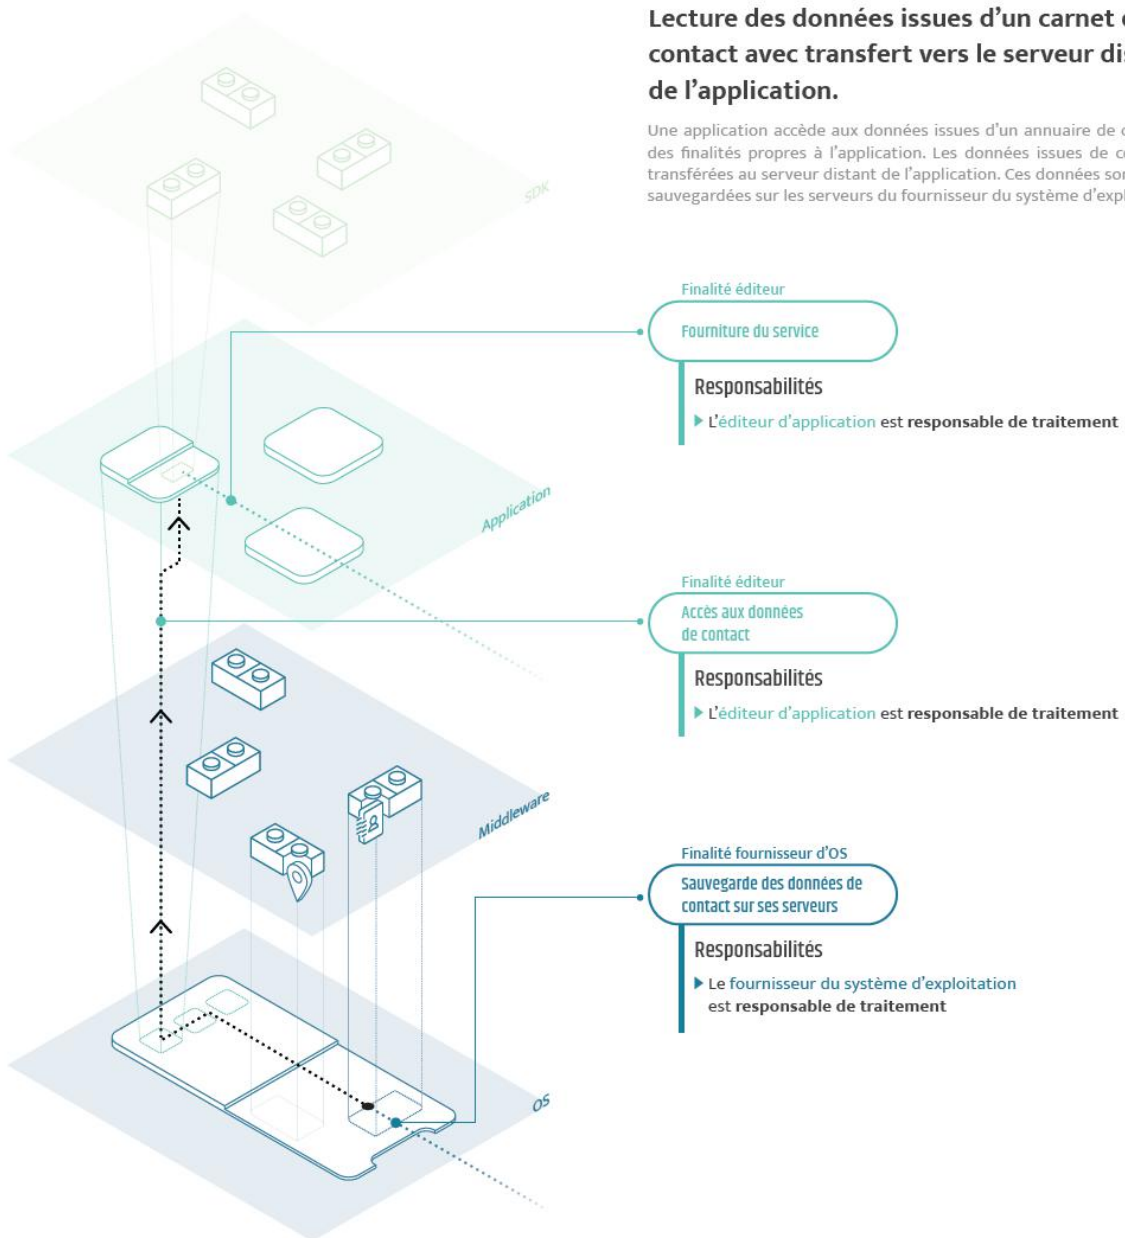 Lecture des données issues d'un carnet
contact avec transfert vers le serveur
de l'application.
Une application accède aux données issues d'un annuaire de
des finalités propres à l'application. Les données issues de
transférées au serveur distant de l'application. Ces données
sauvegardées sur les serveurs du fournisseur du système
SDK
Finalité éditeur
Fourniture du service
Responsabilités
L'éditeur d'application est responsable de traitement
Application
Finalité éditeur
Accès aux données
de contact
Responsabilités
L'éditeur d'application est responsable de traitement
Middleware
Finalité fournisseur d'OS
Sauvegarde des données de
contact sur ses serveurs
Responsabilités
Le fournisseur du système d'exploitation
est responsable de traitement
OS